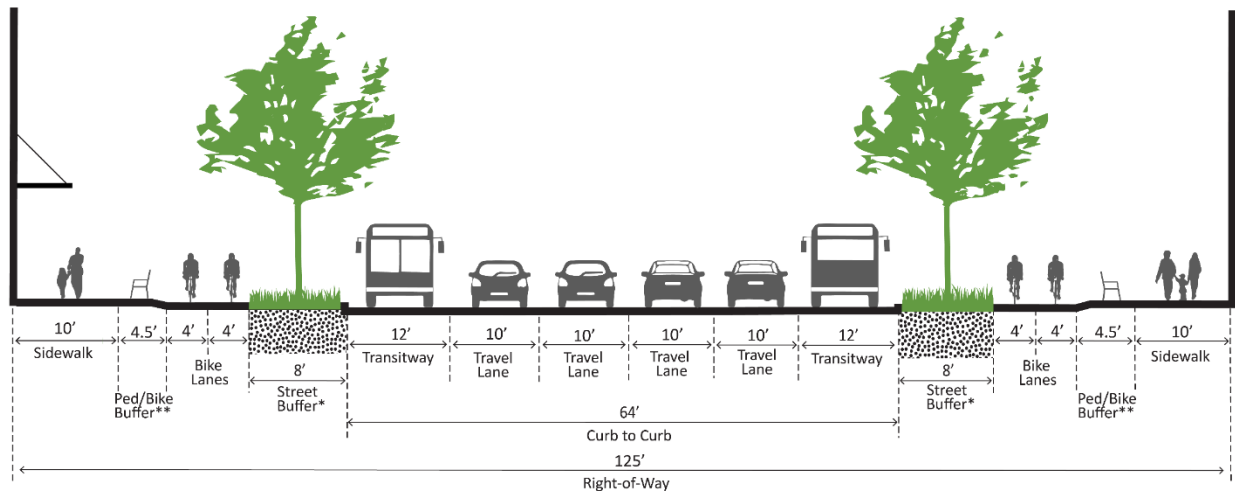 10’
Sidewalk
4.5’
Ped/Bike
Buffer**
4’
4’
Bike
Lanes
8’
Street
Buffer*
12’
Transitway
10’
Travel
Lane
10’
Travel
Lane
10’
Travel
Lane
10’
Travel
Lane
12’
Transitway
8’
Street
Buffer*
4’
4’
Bike
Lanes
4.5’
Ped/Bike
Buffer**
10’
Sidewalk
64’
Curb to Curb
125’
Right-of-Way